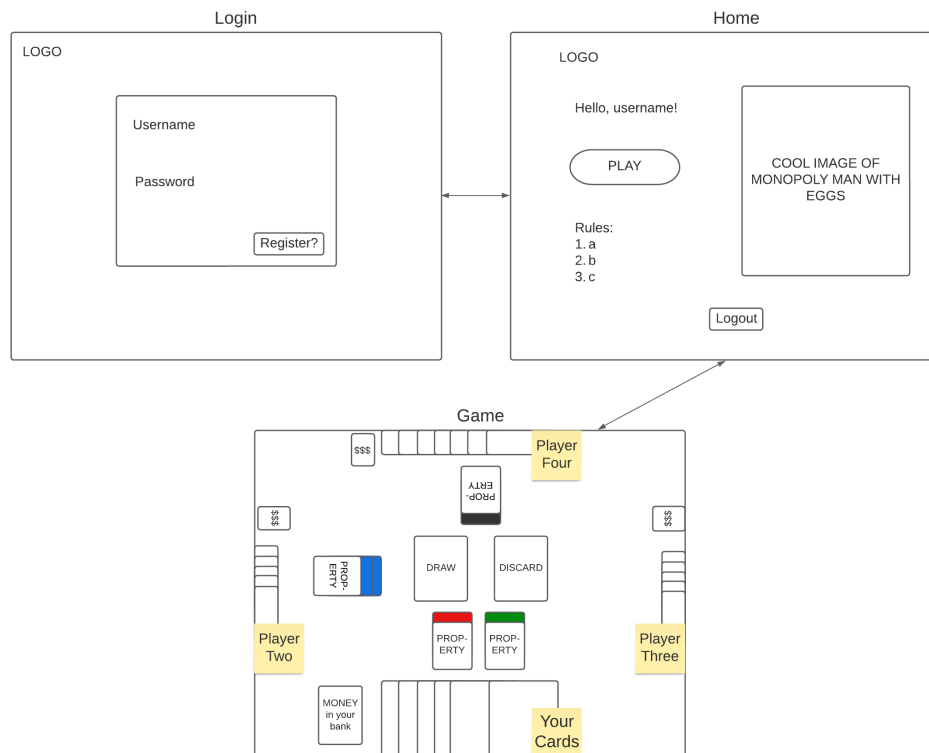 Login
LOGO
Username
Password
Register?
Home
LOGO
Hello, username!
PLAY
Rules:
1. a
2. b
3. c
COOL IMAGE OF
MONOPOLY MAN WITH
EGGS
Logout
Game
$$$
Player
Four
PROP-
ERTY
$$$
$$$
PROP-
ERTY
DRAW
DISCARD
PROP-
ERTY
PROP-
ERTY
Player
Two
Player
Three
MONEY
in your
bank
Your
Cards